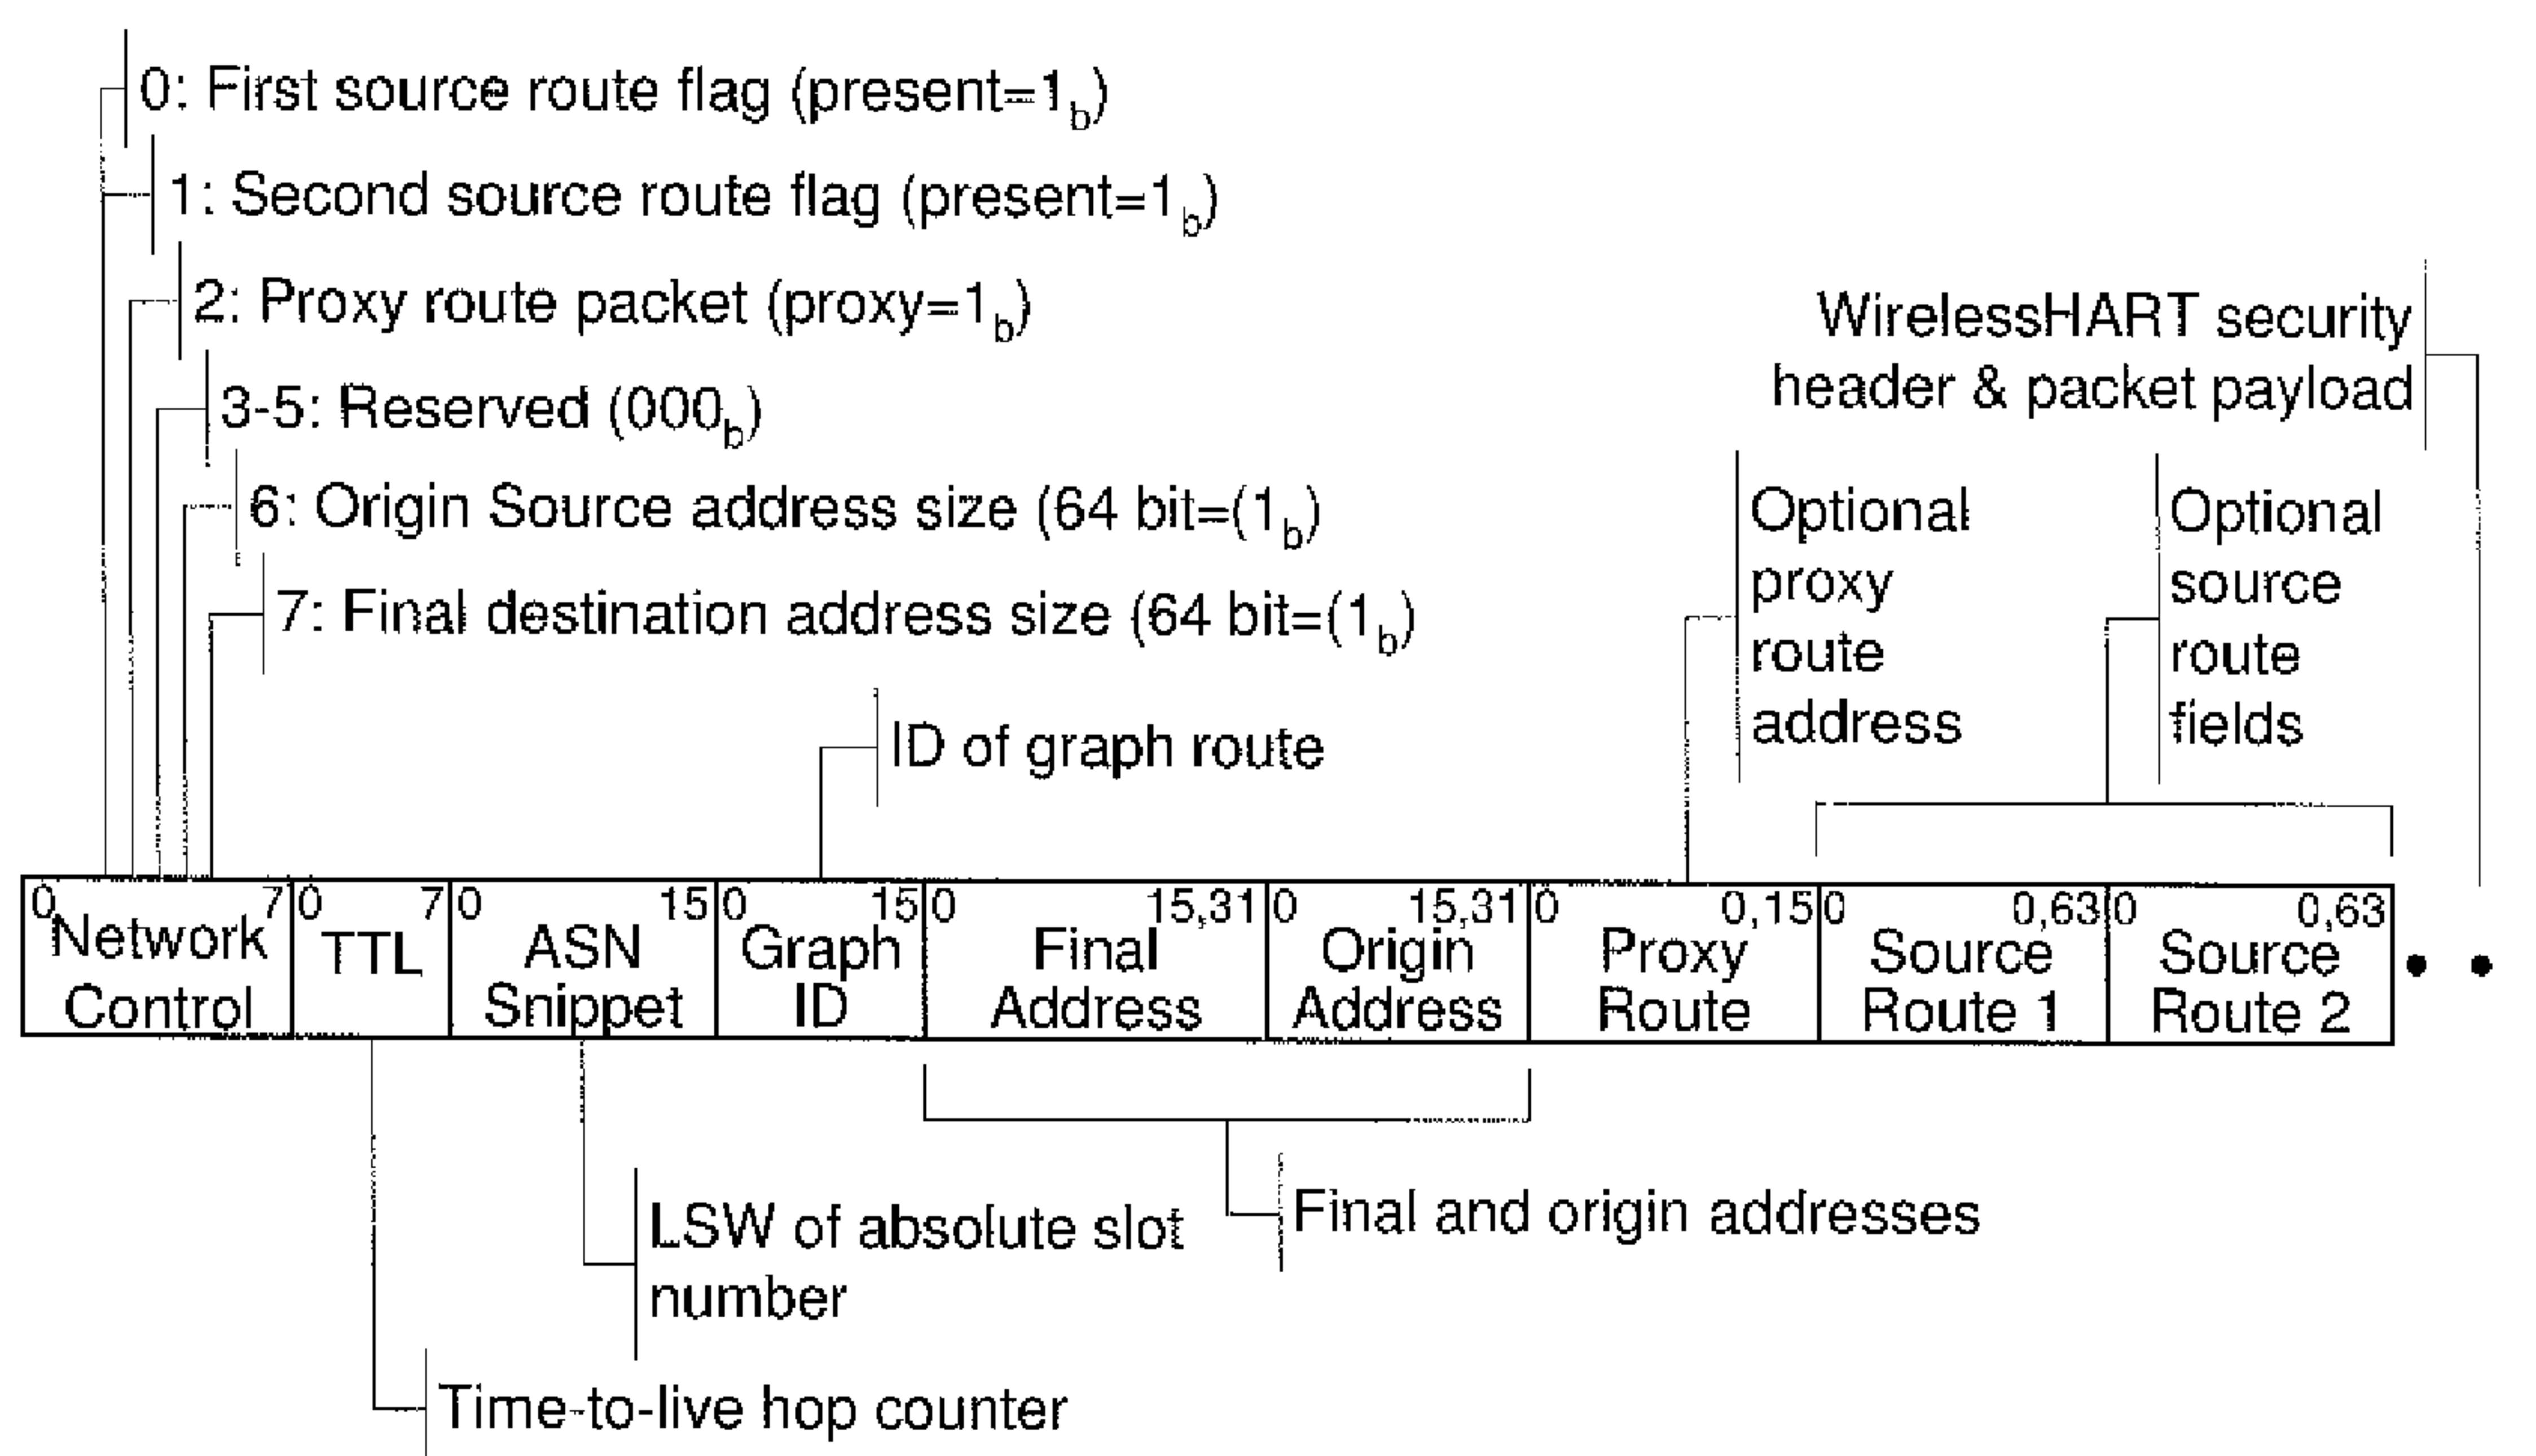 0: First source route flag (present=1b)
1: Second source route flag (present=1b)
2: Proxy route packet (proxy=1b)
3-5: Reserved (000b)
6: Origin Source address size (64 bit=(1b)
7: Final destination address size (64 bit=(1b)
WirelessHART security
header & packet payload
Optional
proxy
route
address
Optional
source
route
fields
ID of graph route
0 7 0 7 0 15 0 15 0 15,31 0 15,31 0 0,15 0 0,63 0 0,63
Network
Control
TTL
ASN
Snippet
Graph
ID
Final
Address
Origin
Address
Proxy
Route
Source
Route 1
Source
Route 2
Final and origin addresses
LSW of absolute slot
number
Time-to-live hop counter